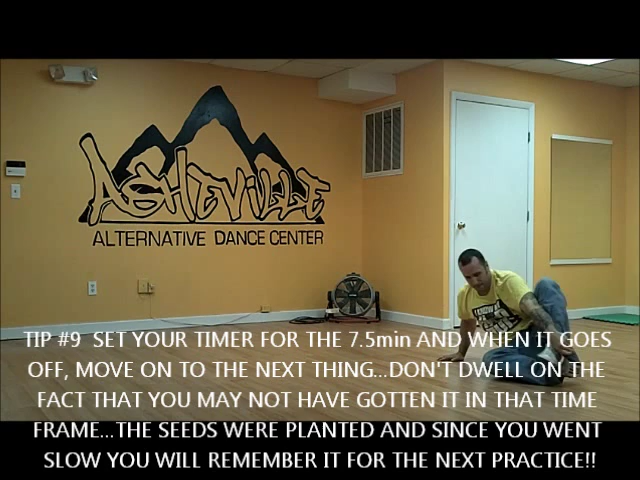 ASHEVILLE
ALTERNATIVE DANCE CENTER
TIP #9  SET YOUR TIMER FOR THE 7.5min AND WHEN IT GOES
OFF, MOVE ON TO THE NEXT THING...DON'T DWELL ON THE
FACT THAT YOU MAY NOT HAVE GOTTEN IT IN THAT TIME
FRAME...THE SEEDS WERE PLANTED AND SINCE YOU WENT
SLOW YOU WILL REMEMBER IT FOR THE NEXT PRACTICE!!